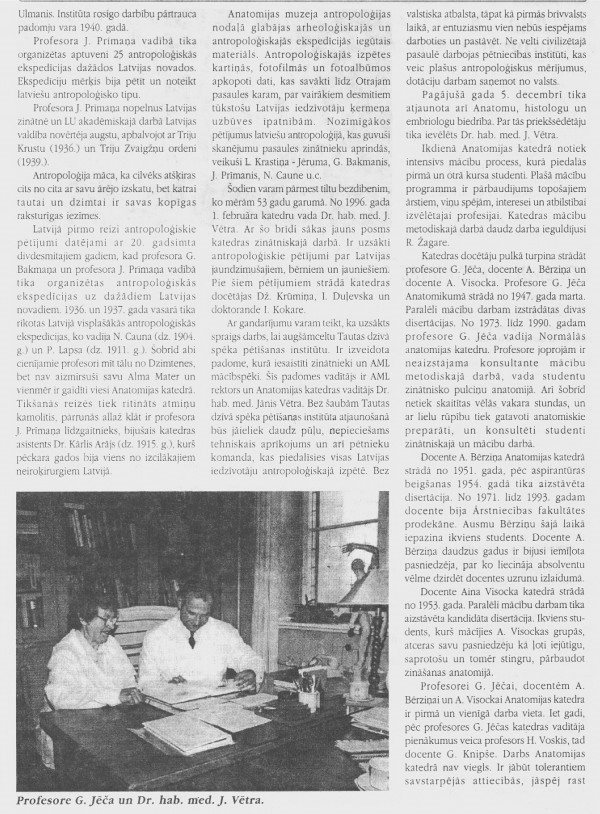 Ulmanis. Institūta rosīgo darbību pārtrauca
padomju vara 1940. gadā.
Profesora J. Prīmaņa vadībā tika
organizētas aptuveni 25 antropoloģiskās
ekspedīcijas dažādos Latvijas novados.
Ekspedīciju mērķis bija pētīt un noteikt
latviešu antropoloģisko tipu.
Profesora J. Prīmaņa nopelnus Latvijas
zinātnē un LU akadēmiskajā darbā Latvijas
valdība novērtēja augstu, apbalvojot ar Triju
Krustu (1936.) un Triju Zvaigžņu ordeni
(1939.).
Antropoloģija māca, ka cilvēks atšķiras
cits no cita ar savu ārējo izskatu, bet katrai
tautai un dzimtai ir savas kopīgas
raksturīgas iezīmes.
Latvijā pirmo reizi antropoloģiskie
pētījumi datējami ar 20. gadsimta
divdesmitajiem gadiem, kad profesora G.
Bakmaņa un profesora J. Prīmaņa vadībā
tika organizētas antropoloģiskās
ekspedīcijas uz dažādiem Latvijas
novadiem. 1936. un 1937. gada vasarā tika
rīkotas Latvijā visplašākās antropoloģiskās
ekspedīcijas, ko vadīja N. Cauna (dz. 1904.
g.) un P. Lapsa (dz. 1911. g.). Šobrīd abi
cienījamie profesori mīt tālu no Dzimtenes,
bet nav aizmirsuši savu Alma Mater un
vienmēr ir gaidīti viesi Anatomijas katedrā.
Tikšanās reizēs tiek ritināts atmiņu
kamolītis, pārrunās allaž klāt ir profesora
J. Prīmaņa līdzgaitnieks, bijušais katedras
asistents Dr. Kārlis Arājs (dz. 1915. g.), kurš
pēckara gados bija viens no izcilākajiem
neiroķirurgiem Latvijā.
Anatomijas muzeja antropoloģijas
nodaļā glabājas arheoloģiskajās un
antropoloģiskajās ekspedīcijās iegūtais
materiāls. Antropoloģiskajās izpētes
kartiņās, fotofilmās un fotoalbūmos
apkopoti dati, kas savākti līdz Otrajam
pasaules karam, par vairākiem desmitiem
tūkstošu Latvijas iedzīvotāju ķermeņa
uzbūves īpatnībām. Nozīmīgākos
pētījumus latviešu antropoloģijā, kas guvuši
skanējumu pasaules zinātnieku aprindās,
veikuši L. Krastiņa - Jēruma, G. Bakmanis,
J. Prīmanis, N. Caune u.c.
Šodien varam pārmest tiltu bezdibenim,
ko mērām 53 gadu garumā. No 1996. gada
1. februāra katedru vada Dr. hab. med. J.
Vētra. Ar šo brīdi sākas jauns posms
katedras zinātniskajā darbā. Ir uzsākti
antropoloģiskie pētījumi par Latvijas
jaundzimušajiem, bērniem un jauniešiem.
Pie šiem pētījumiem strādā katedras
docētājas Dž. Krūmiņa, I. Duļevska un
doktorande I. Kokare.
Ar gandarījumu varam teikt, ka uzsākts
spraigs darbs, lai augšāmceltu Tautas dzīvā
spēka pētīšanas institūtu. Ir izveidota
padome, kurā iesaistīti zinātnieki un AML
mācībspēki. Šīs padomes vadītājs ir AML
rektors un Anatomijas katedras vadītājs Dr.
hab. med. Jānis Vētra. Bez šaubām Tautas
dzīvā spēka pētīšanas institūta atjaunošanā
būs jāieliek daudz pūļu, nepieciešams
tehniskais aprīkojums un arī pētnieku
komanda, kas piedalīsies visas Latvijas
iedzīvotāju antropoloģiskajā izpētē. Bez
valstiska atbalsta, tāpat kā pirmās brīvvalsts
laikā, ar entuziasmu vien nebūs iespējams
darboties un pastāvēt. Ne velti civilizētajā
pasaulē darbojas pētniecības institūti, kas
veic plašus antropoloģiskus mērījumus,
dotāciju darbam saņemot no valsts.
Pagājušā gada 5. decembrī tika
atjaunota arī Anatomu, histologu un
embriologu biedrība. Par tās priekšsēdētāju
tika ievēlēts Dr. hab. med. J. Vētra.
Ikdienā Anatomijas katedrā notiek
intensīvs mācību process, kurā piedalās
pirmā un otrā kursa studenti. Plašā mācību
programma ir pārbaudījums topošajiem
ārstiem, viņu spējām, interesei un atbilstībai
izvēlētajai profesijai. Katedras mācību
metodiskajā darbā daudz darba ieguldījusi
R. Žagare.
Katedras docētāju pulkā turpina strādāt
profesore G. Jēča, docente A. Bērziņa un
docente A. Visocka. Profesore G. Jēča
Anatomikumā strādā no 1947. gada marta.
Paralēli mācību darbam izstrādātas divas
disertācijas. No 1973. līdz 1990. gadam
profesore G. Jēča vadīja Normālās
anatomijas katedru. Profesore joprojām ir
neaizstājama konsultante mācību
metodiskajā darbā, vada studentu
zinātnisko pulciņu anatomijā. Arī šobrīd
netiek skaitītas vēlās vakara stundas, un
ar lielu rūpību tiek gatavoti anatomiskie
preparāti, un konsultēti studenti
zinātniskajā un mācību darbā.
Docente A. Bērziņa Anatomijas katedrā
strādā no 1951. gada, pēc aspirantūras
beigšanas 1954. gadā tika aizstāvēta
disertācija. No 1971. līdz 1993. gadam
docente bija Ārstniecības fakultātes
prodekāne. Ausmu Bērziņu šajā laikā
iepazina ikviens students. Docente A.
Bērziņa daudzus gadus ir bijusi iemīļota
pasniedzēja, par ko liecināja absolventu
vēlme dzirdēt docentes uzrunu izlaidumā.
Docente Aina Visocka katedrā strādā
no 1953. gada. Paralēli mācību darbam tika
aizstāvēta kandidāta disertācija. Ikviens stu-
dents, kurš mācījies A. Visockas grupās,
atceras savu pasniedzēju kā ļoti iejūtīgu,
saprotošu un tomēr stingru, pārbaudot
zināšanas anatomijā.
Profesorei G. Jēčai, docentēm A.
Bērziņai un A. Visockai Anatomijas katedra
ir pirmā un vienīgā darba vieta. Iet gadi,
pēc profesores G. Jēčas katedras vadītāja
pienākumus veica profesors H. Voskis, tad
docente G. Knipše. Darbs Anatomijas
katedrā nav viegls. Ir jābūt tolerantiem
savstarpējās attiecībās, jāspēj rast
Profesore G. Jēča un Dr. hab. med. J. Vētra.